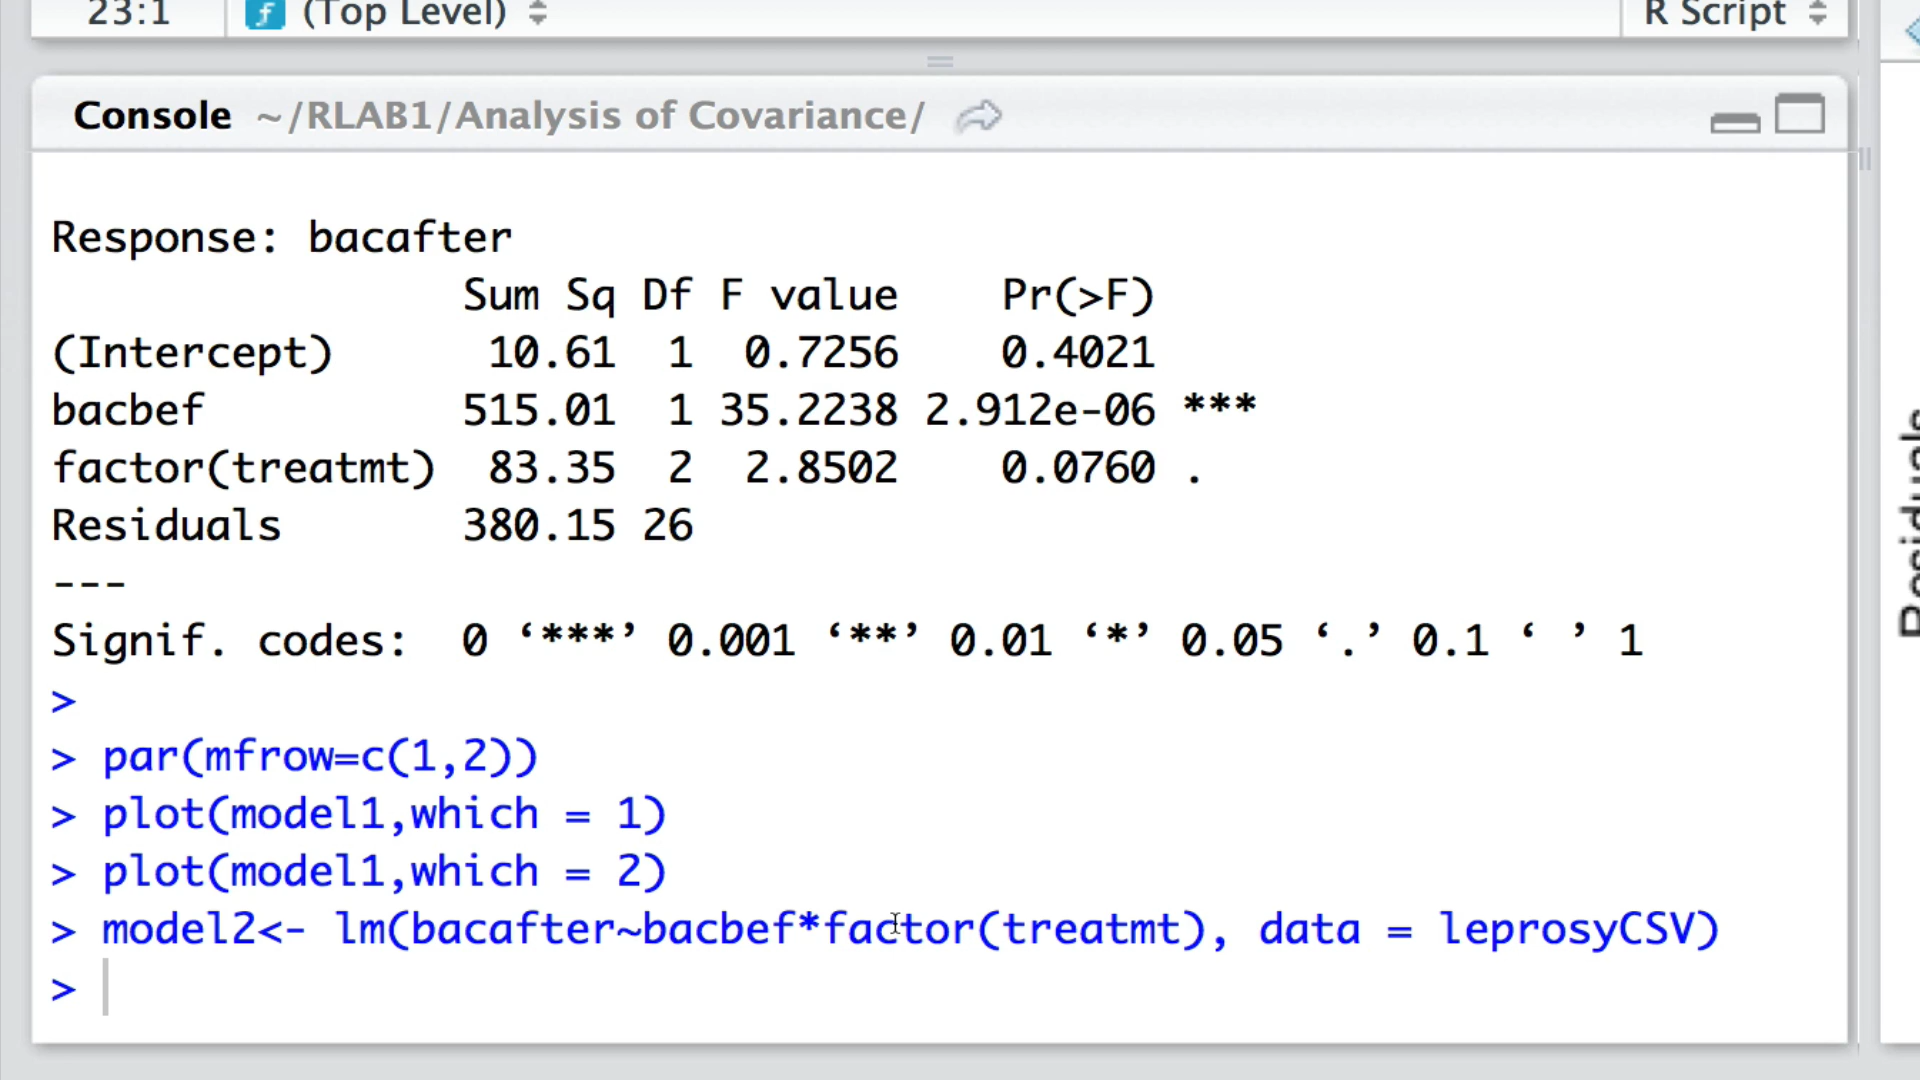 23:1 (Top Level) R Script
Console ~/RLAB1/Analysis of Covariance/
Response: bacafter
Sum Sq Df F value Pr(>F)
(Intercept) 10.61 1 0.7256 0.4021
bacbef 515.01 1 35.2238 2.912e-06 ***
factor(treatmt) 83.35 2 2.8502 0.0760 .
Residuals 380.15 26
---
Signif. codes: 0 ‘***’ 0.001 ‘**’ 0.01 ‘*’ 0.05 ‘.’ 0.1 ‘ ’ 1
>
> par(mfrow=c(1,2))
> plot(model1,which = 1)
> plot(model1,which = 2)
> model2<- lm(bacafter~bacbef*factor(treatmt), data = leprosyCSV)
>
Residuals